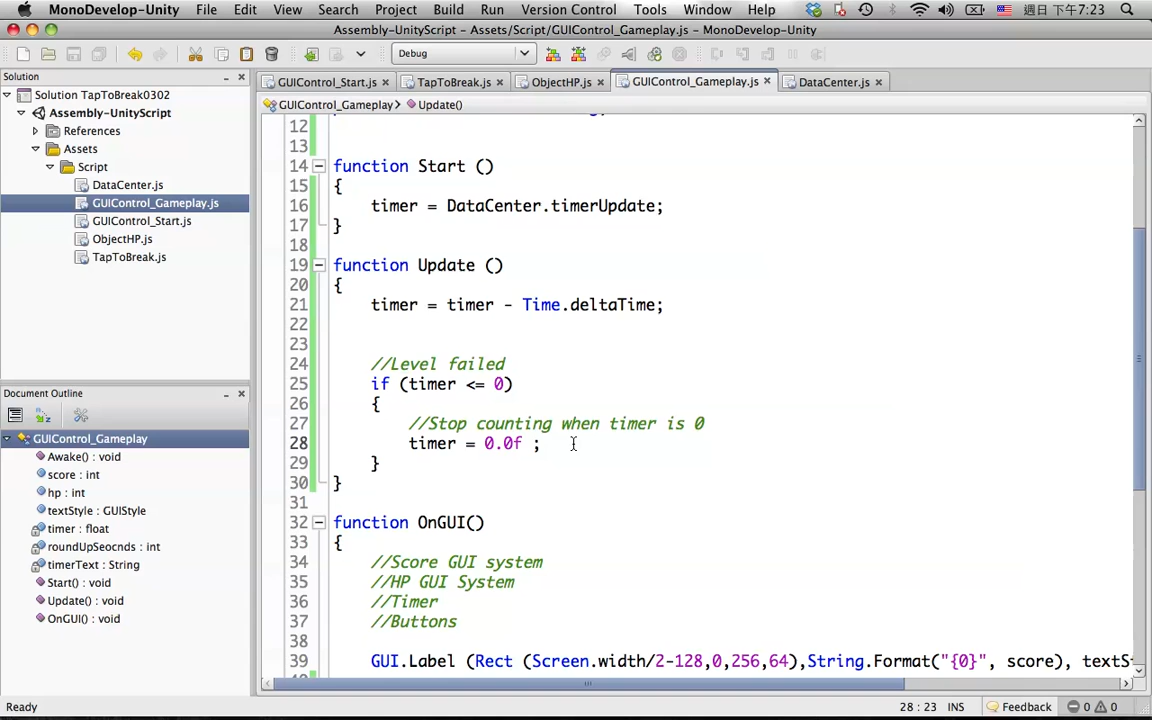 MonoDevelop-Unity File Edit View Search Project Build Run Version Control Tools Window Help 週日 下午7:23
Assembly-UnityScript - Assets/Script/GUIControl_Gameplay.js - MonoDevelop-Unity
Debug
Solution
Solution TapToBreak0302
Assembly-UnityScript
References
Assets
Script
DataCenter.js
GUIControl_Gameplay.js
GUIControl_Start.js
ObjectHP.js
TapToBreak.js
Document Outline
GUIControl_Gameplay
Awake() : void
score : int
hp : int
textStyle : GUIStyle
timer : float
roundUpSeocnds : int
timerText : String
Start() : void
Update() : void
OnGUI() : void
GUIControl_Start.js TapToBreak.js ObjectHP.js GUIControl_Gameplay.js DataCenter.js
GUIControl_Gameplay Update()
12
13
14 function Start ()
15 {
16 timer = DataCenter.timerUpdate;
17 }
18
19 function Update ()
20 {
21 timer = timer - Time.deltaTime;
22
23
24 //Level failed
25 if (timer <= 0)
26 {
27 //Stop counting when timer is 0
28 timer = 0.0f ;
29 }
30 }
31
32 function OnGUI()
33 {
34 //Score GUI system
35 //HP GUI System
36 //Timer
37 //Buttons
38
39 GUI.Label (Rect (Screen.width/2-128,0,256,64),String.Format("{0}", score), textSt
Update 28 : 23 INS Feedback 0 0